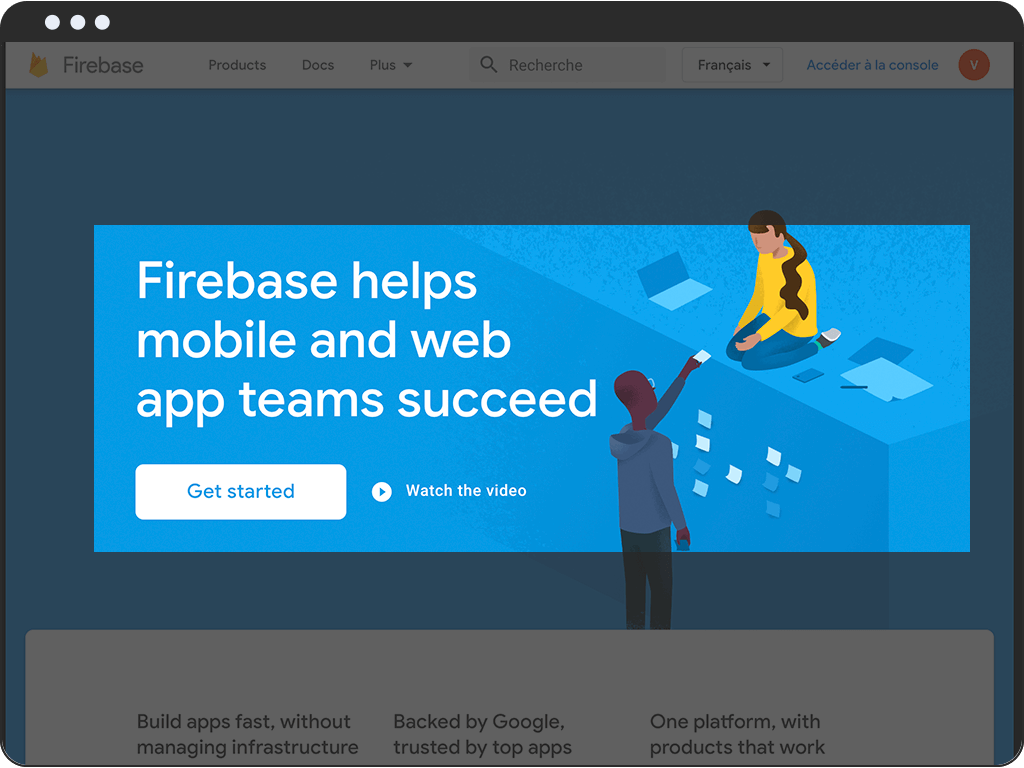 Firebase
Products
Docs
Plus
Recherche
Français
Accéder à la console
V
Firebase helps
mobile and web
app teams succeed
Get started
Watch the video
Build apps fast, without
managing infrastructure
Backed by Google,
trusted by top apps
One platform, with
products that work